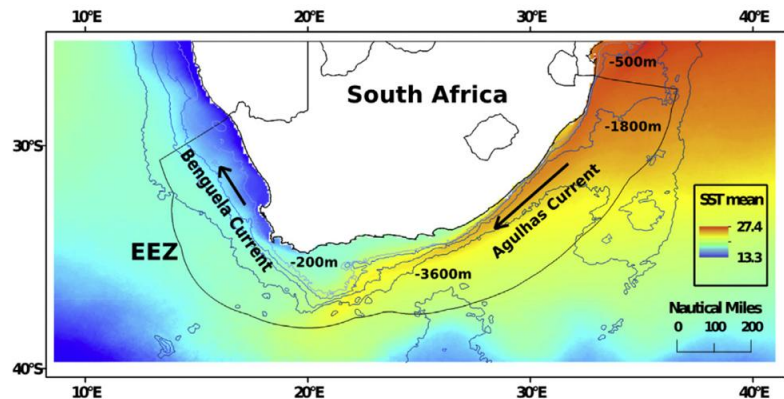 10°E 20°E 30°E 40°E
-500m
South Africa
-1800m
30°S
Benguela Current
Agulhas Current
SST mean
27.4
13.3
EEZ
-200m
-3600m
Nautical Miles
0 100 200
40°S
10°E 20°E 30°E 40°E